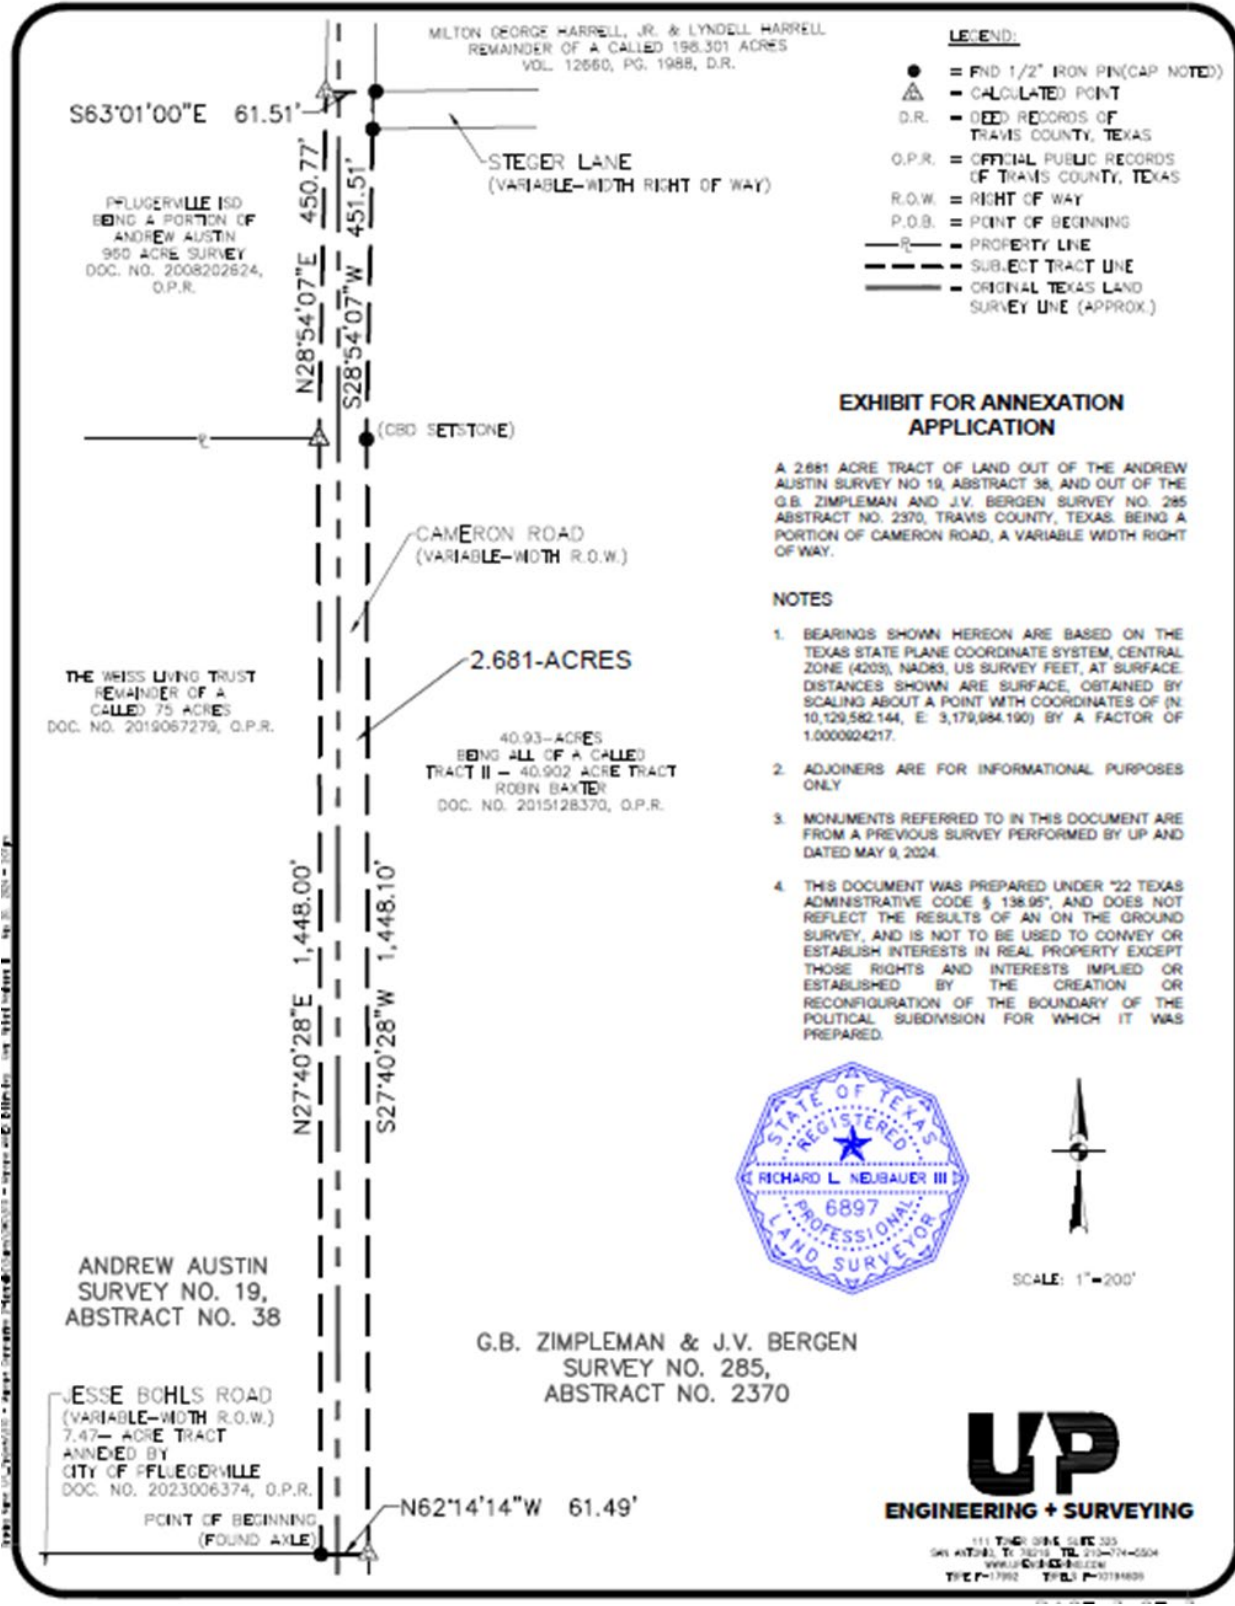 MILTON GEORGE HARRELL, JR. & LYNDELL HARRELL
REMAINDER OF A CALLED 198.301 ACRES
VOL. 12660, PG. 1988, D.R.
S63°01'00"E 61.51'
STEGER LANE
(VARIABLE-WIDTH RIGHT OF WAY)
N28°54'07"E 450.77'
S28°54'07"W 451.51'
PFLUGERVILLE ISD
BEING A PORTION OF
ANDREW AUSTIN
960 ACRE SURVEY
DOC. NO. 2008202624,
O.P.R.
(CBD SETSTONE)
CAMERON ROAD
(VARIABLE-WIDTH R.O.W.)
2.681-ACRES
THE WEISS LIVING TRUST
REMAINDER OF A
CALLED 75 ACRES
DOC. NO. 2019067279, O.P.R.
40.93-ACRES
BEING ALL OF A CALLED
TRACT II - 40.902 ACRE TRACT
ROBIN BAXTER
DOC. NO. 2015128370, O.P.R.
N27°40'28"E 1,448.00'
S27°40'28"W 1,448.10'
ANDREW AUSTIN
SURVEY NO. 19,
ABSTRACT NO. 38
G.B. ZIMPLEMAN & J.V. BERGEN
SURVEY NO. 285,
ABSTRACT NO. 2370
JESSE BOHLS ROAD
(VARIABLE-WIDTH R.O.W.)
7.47- ACRE TRACT
ANNEXED BY
CITY OF PFLUEGERVILLE
DOC. NO. 2023006374, O.P.R.
POINT OF BEGINNING
(FOUND AXLE)
N62°14'14"W 61.49'
LEGEND:
= FND 1/2" IRON PIN(CAP NOTED)
= CALCULATED POINT
D.R. = DEED RECORDS OF
TRAVIS COUNTY, TEXAS
O.P.R. = OFFICIAL PUBLIC RECORDS
OF TRAVIS COUNTY, TEXAS
R.O.W. = RIGHT OF WAY
P.O.B. = POINT OF BEGINNING
= PROPERTY LINE
= SUBJECT TRACT LINE
= ORIGINAL TEXAS LAND
SURVEY LINE (APPROX.)
EXHIBIT FOR ANNEXATION
APPLICATION
A 2.681 ACRE TRACT OF LAND OUT OF THE ANDREW
AUSTIN SURVEY NO 19, ABSTRACT 38, AND OUT OF THE
G.B. ZIMPLEMAN AND J.V. BERGEN SURVEY NO. 285
ABSTRACT NO. 2370, TRAVIS COUNTY, TEXAS. BEING A
PORTION OF CAMERON ROAD, A VARIABLE WIDTH RIGHT
OF WAY.
NOTES
1. BEARINGS SHOWN HEREON ARE BASED ON THE
TEXAS STATE PLANE COORDINATE SYSTEM, CENTRAL
ZONE (4203), NAD83, US SURVEY FEET, AT SURFACE.
DISTANCES SHOWN ARE SURFACE, OBTAINED BY
SCALING ABOUT A POINT WITH COORDINATES OF (N:
10,129,582.144, E: 3,179,984.190) BY A FACTOR OF
1.0000924217.
2. ADJOINERS ARE FOR INFORMATIONAL PURPOSES
ONLY
3. MONUMENTS REFERRED TO IN THIS DOCUMENT ARE
FROM A PREVIOUS SURVEY PERFORMED BY UP AND
DATED MAY 9, 2024.
4. THIS DOCUMENT WAS PREPARED UNDER "22 TEXAS
ADMINISTRATIVE CODE § 138.95", AND DOES NOT
REFLECT THE RESULTS OF AN ON THE GROUND
SURVEY, AND IS NOT TO BE USED TO CONVEY OR
ESTABLISH INTERESTS IN REAL PROPERTY EXCEPT
THOSE RIGHTS AND INTERESTS IMPLIED OR
ESTABLISHED BY THE CREATION OR
RECONFIGURATION OF THE BOUNDARY OF THE
POLITICAL SUBDIVISION FOR WHICH IT WAS
PREPARED.
STATE OF TEXAS
REGISTERED
RICHARD L. NEUBAUER III
6897
PROFESSIONAL
LAND SURVEYOR
SCALE: 1"=200'
UP
ENGINEERING + SURVEYING
111 TOWER DRIVE, SUITE 325
SAN ANTONIO, TX 78216 TEL 210-774-5504